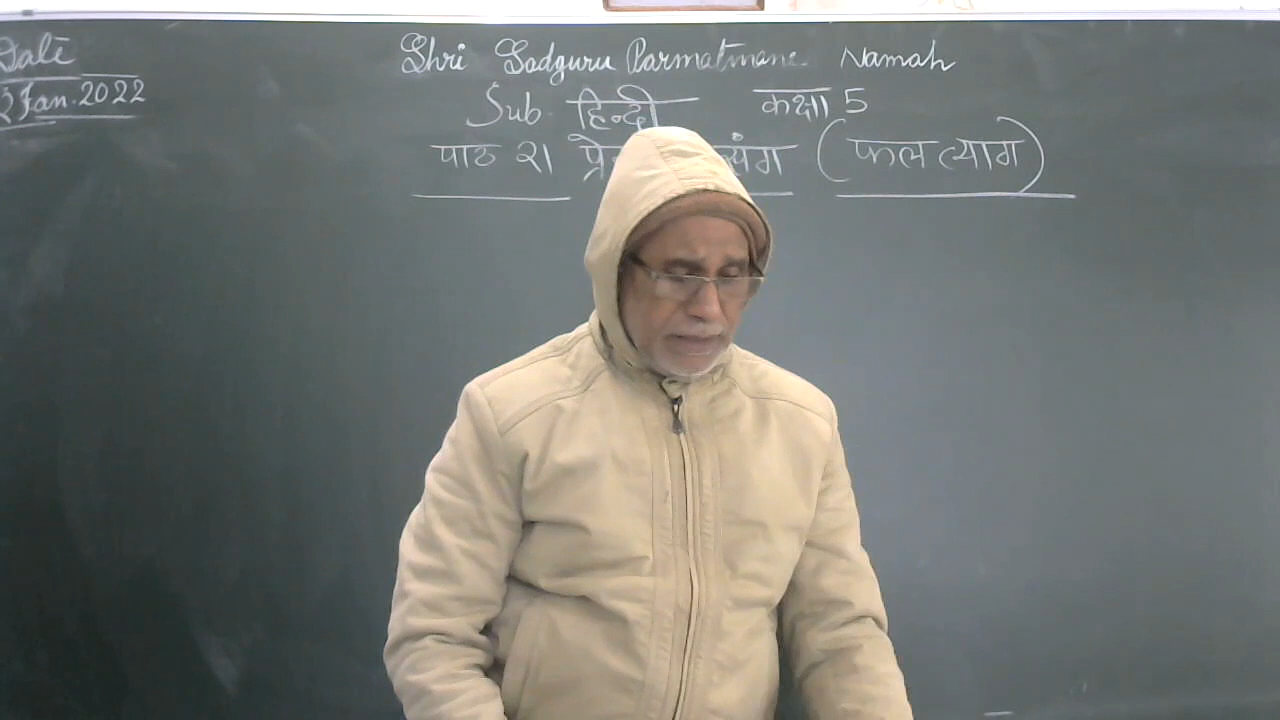 Date
2 Jan. 2022
Shri Sadguru Parmatmane Namah
Sub. हिन्दी कक्षा 5
पाठ २१ (फल त्याग)